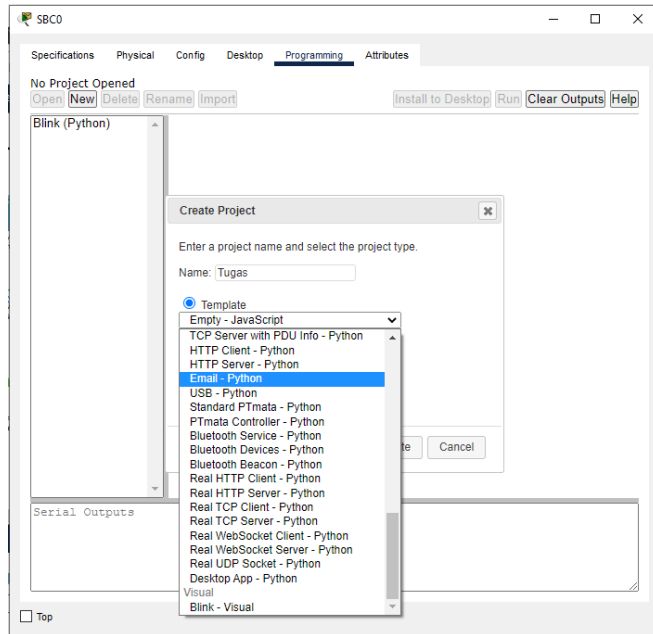 SBC0
Specifications Physical Config Desktop Programming Attributes
No Project Opened
Open New Delete Rename Import Install to Desktop Run Clear Outputs Help
Blink (Python)
Create Project
Enter a project name and select the project type.
Name: Tugas
Template
Empty - JavaScript
TCP Server with PDU Info - Python
HTTP Client - Python
HTTP Server - Python
Email - Python
USB - Python
Standard PTmata - Python
PTmata Controller - Python
Bluetooth Service - Python
Bluetooth Devices - Python
Bluetooth Beacon - Python
Real HTTP Client - Python
Real HTTP Server - Python
Real TCP Client - Python
Real TCP Server - Python
Real WebSocket Client - Python
Real WebSocket Server - Python
Real UDP Socket - Python
Desktop App - Python
Visual
Blink - Visual
te Cancel
Serial Outputs
Top